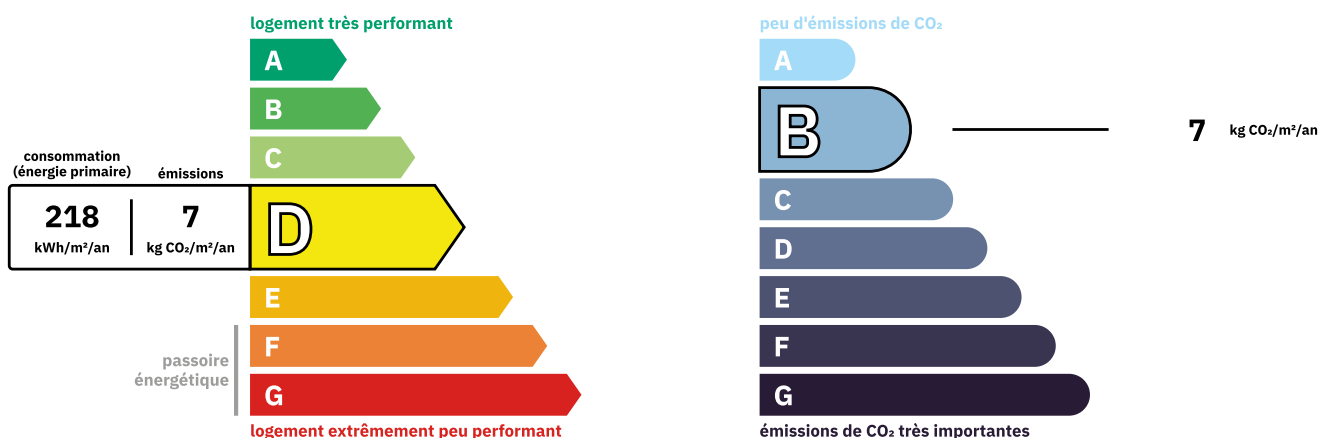 logement très performant
A
B
C
consommation
(énergie primaire)
émissions
218
kWh/m²/an
7
kg CO₂/m²/an
D
E
F
G
passoire
énergétique
logement extrêmement peu performant
peu d'émissions de CO₂
A
B
7 kg CO₂/m²/an
C
D
E
F
G
émissions de CO₂ très importantes